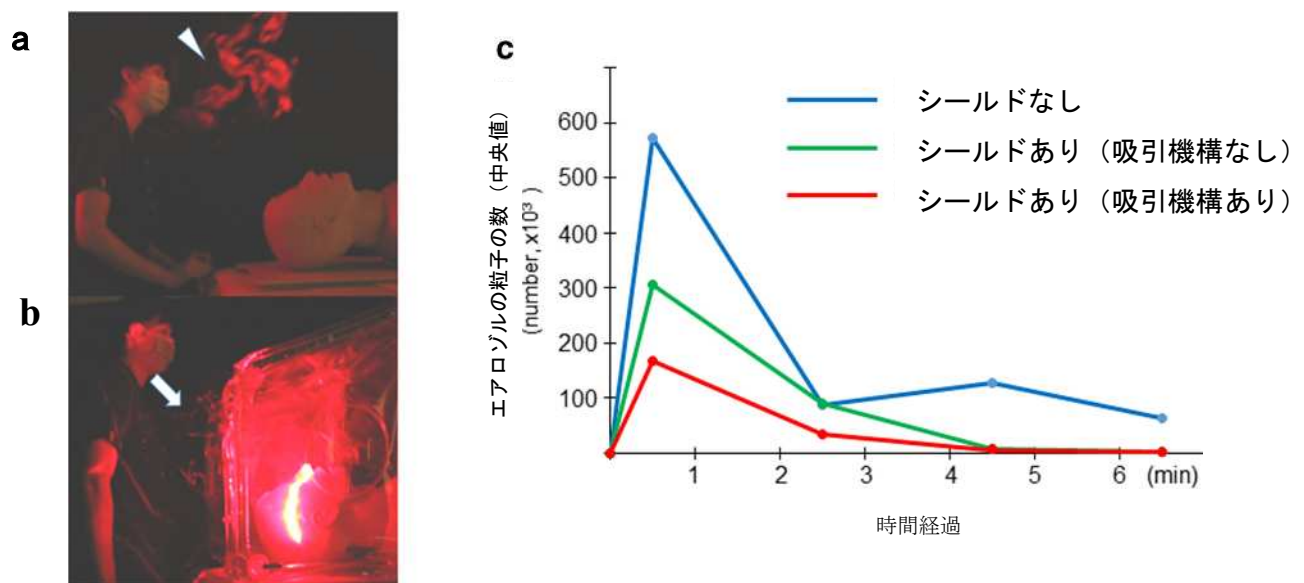 a
b
c
エアロゾルの粒子の数（中央値）
(number, x10³)
600
500
400
300
200
100
1 2 3 4 5 6 (min)
時間経過
シールドなし
シールドあり（吸引機構なし）
シールドあり（吸引機構あり）